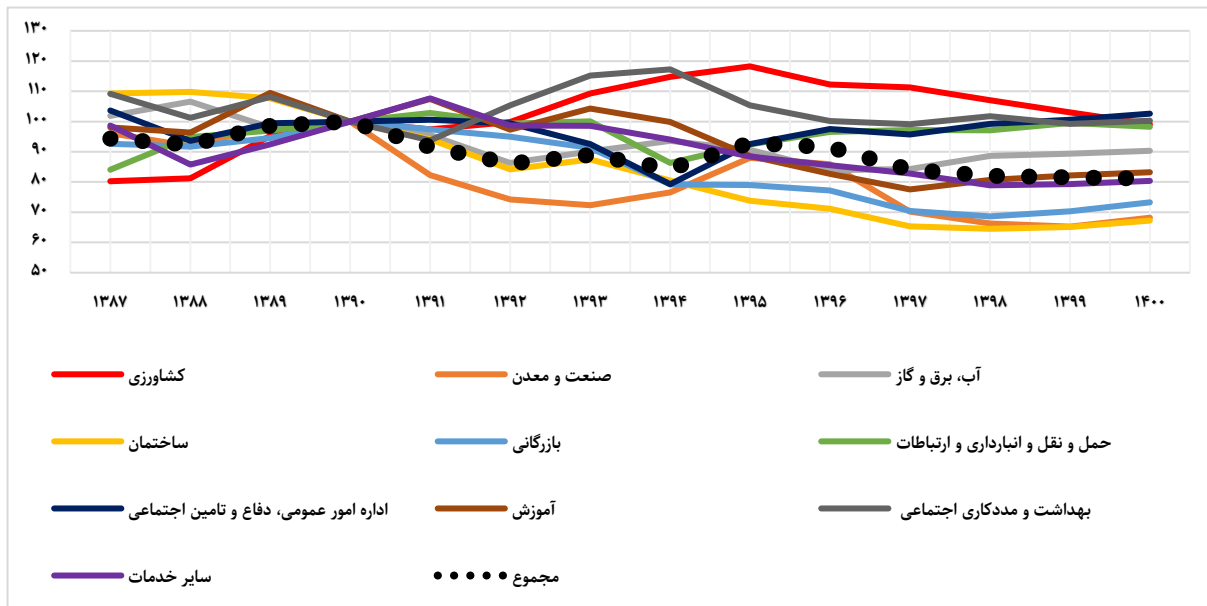 ۱۳۰
۱۲۰
۱۱۰
۱۰۰
۹۰
۸۰
۷۰
۶۰
۵۰
۱۳۸۷ ۱۳۸۸ ۱۳۸۹ ۱۳۹۰ ۱۳۹۱ ۱۳۹۲ ۱۳۹۳ ۱۳۹۴ ۱۳۹۵ ۱۳۹۶ ۱۳۹۷ ۱۳۹۸ ۱۳۹۹ ۱۴۰۰
کشاورزی
صنعت و معدن
آب، برق و گاز
ساختمان
بازرگانی
حمل و نقل و انبارداری و ارتباطات
اداره امور عمومی، دفاع و تامین اجتماعی
آموزش
بهداشت و مددکاری اجتماعی
سایر خدمات
مجموع